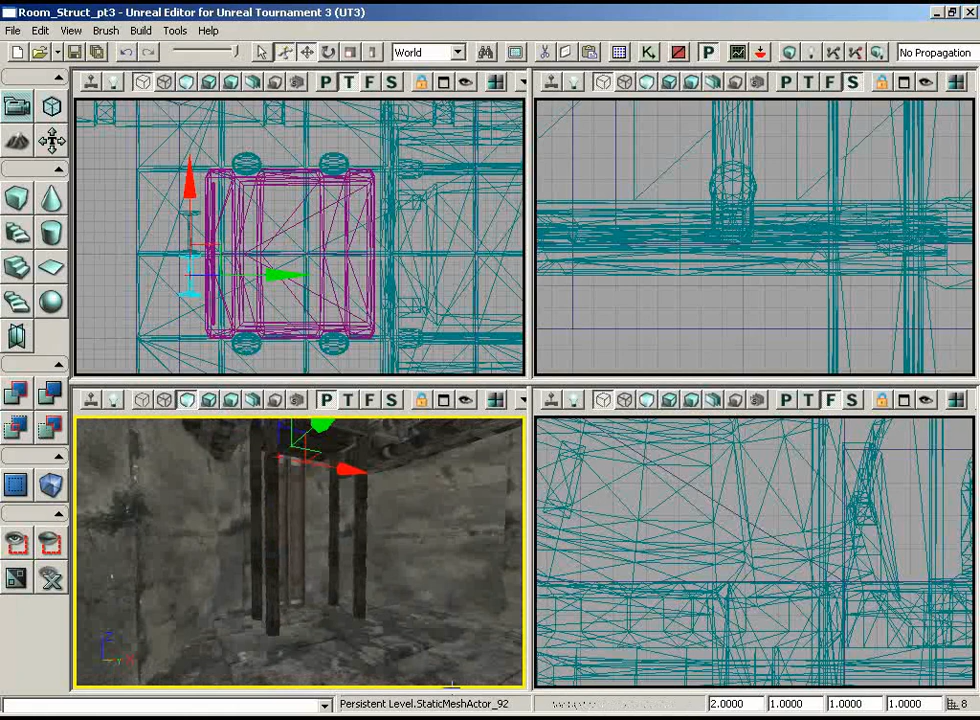 Room_Struct_pt3 - Unreal Editor for Unreal Tournament 3 (UT3)
File Edit View Brush Build Tools Help
World P No Propagation
P T F S
P T F S
P T F S
P T F S
Persistent Level.StaticMeshActor_92 2.0000 1.0000 1.0000 1.0000 8